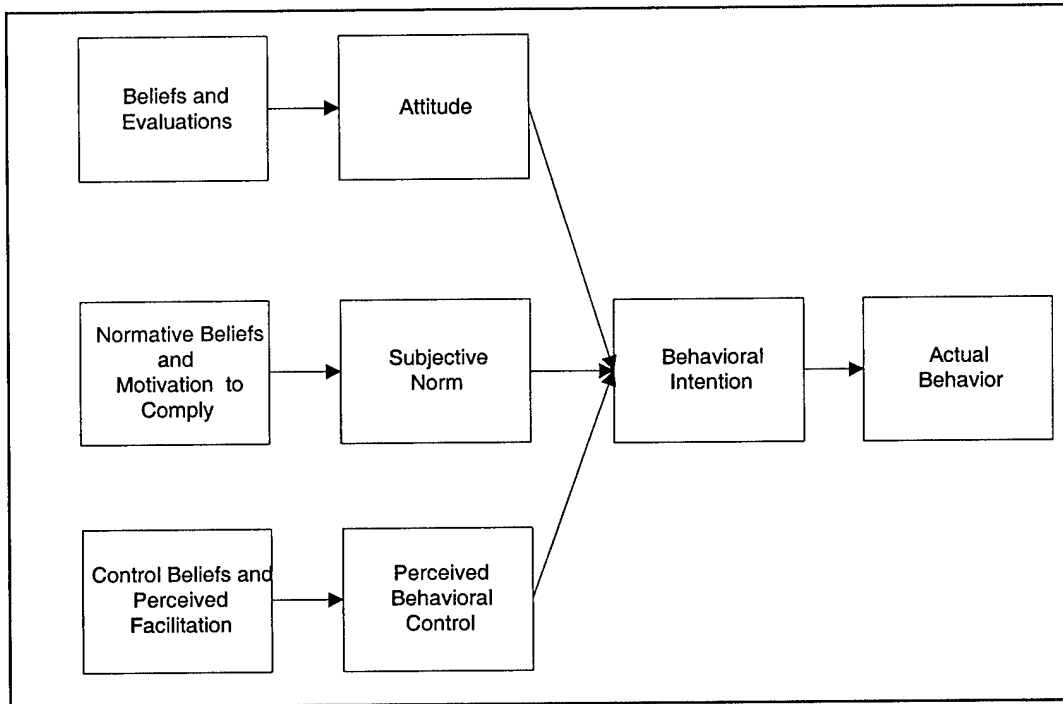 Beliefs and
Evaluations
Attitude
Normative Beliefs
and
Motivation to
Comply
Subjective
Norm
Behavioral
Intention
Actual
Behavior
Control Beliefs and
Perceived
Facilitation
Perceived
Behavioral
Control